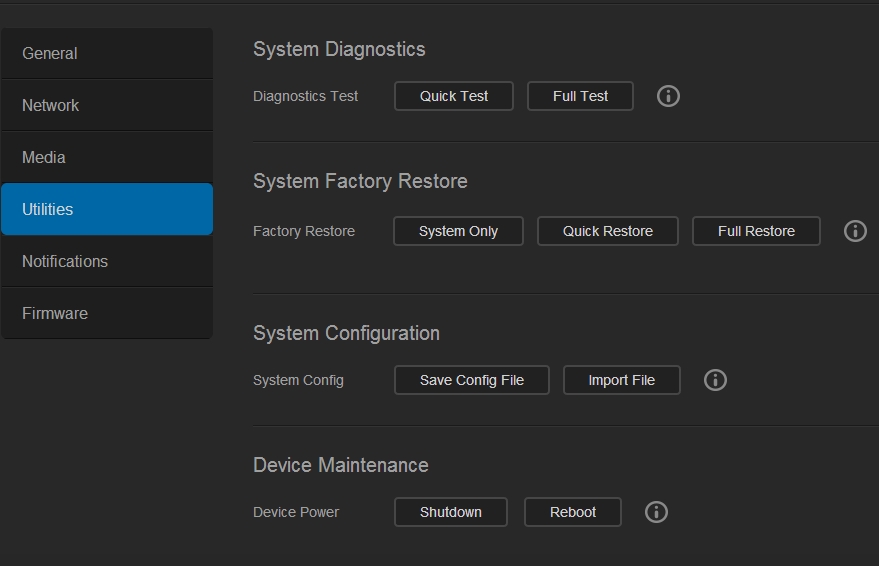 General
Network
Media
Utilities
Notifications
Firmware
System Diagnostics
Diagnostics Test Quick Test Full Test
System Factory Restore
Factory Restore System Only Quick Restore Full Restore
System Configuration
System Config Save Config File Import File
Device Maintenance
Device Power Shutdown Reboot